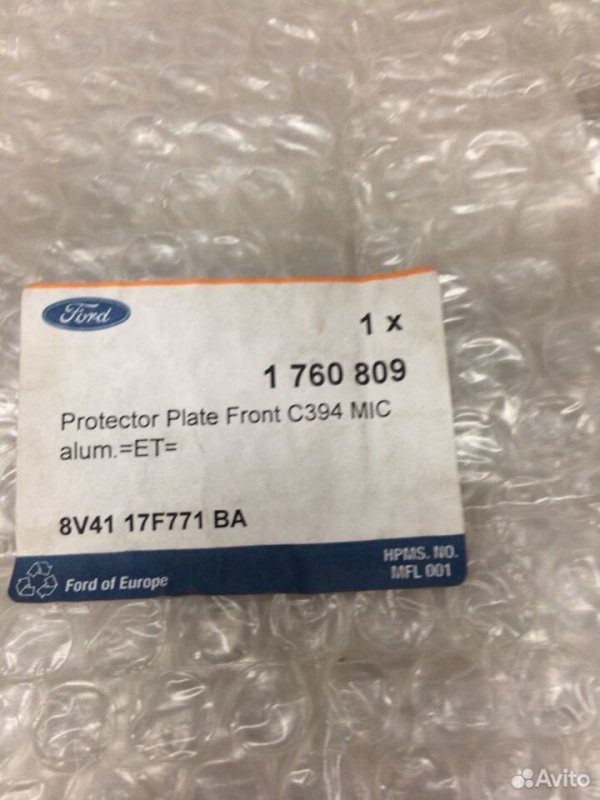 Ford
1 x
1 760 809
Protector Plate Front C394 MIC
alum.=ET=
8V41 17F771 BA
Ford of Europe
HPMS. NO.
MFL 001
Avito